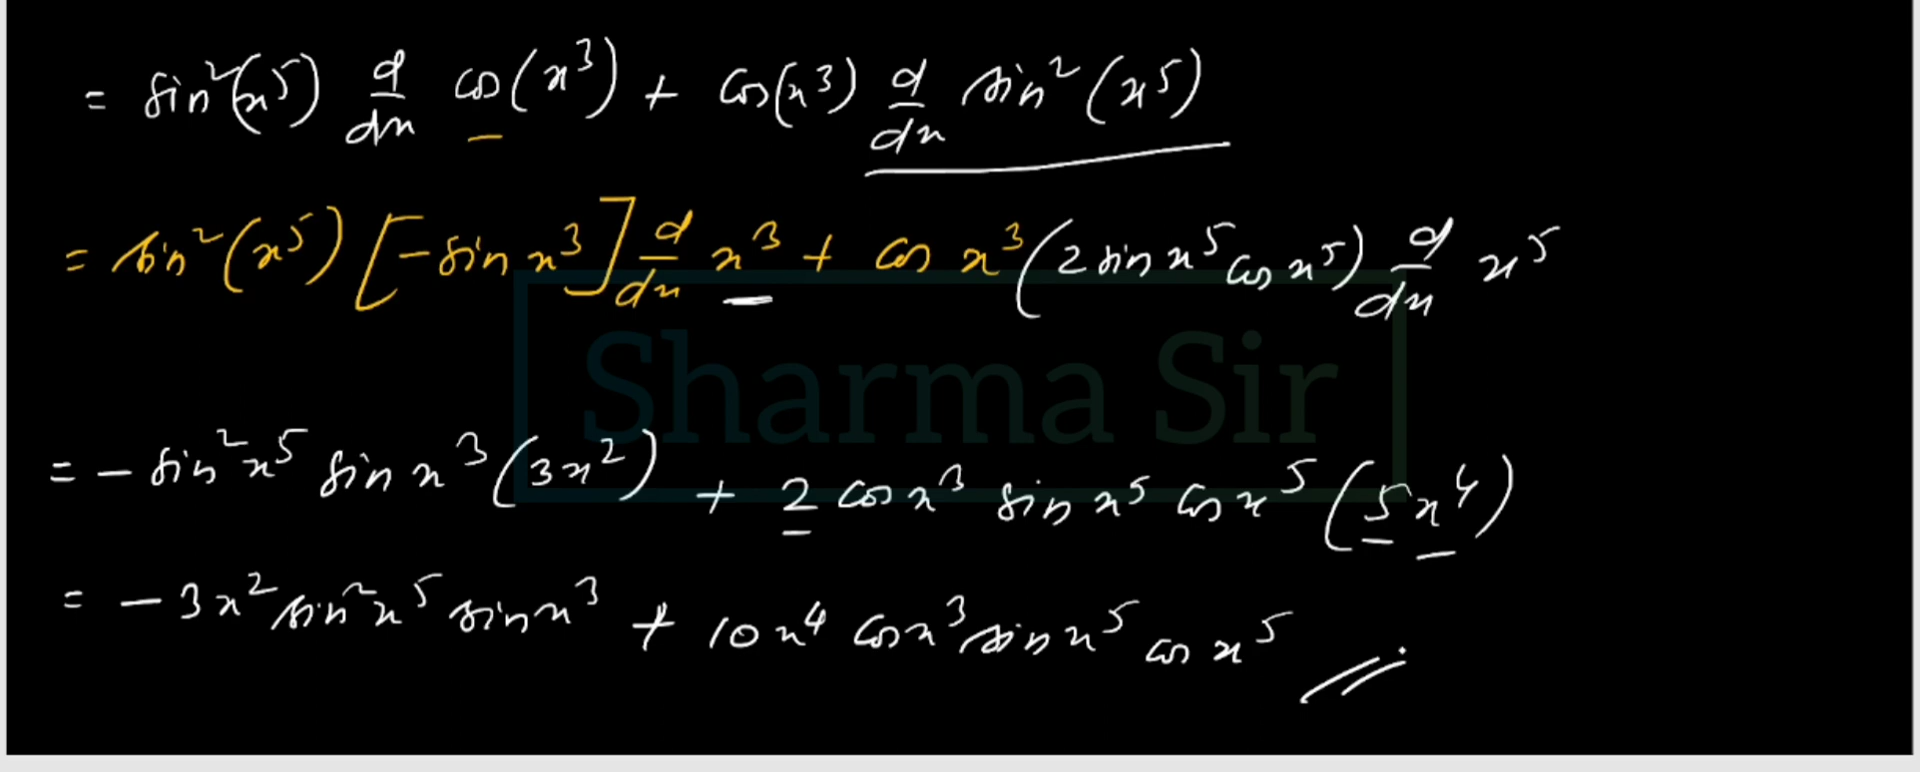 = sin²(x⁵) d/dx cos(x³) + cos(x³) d/dx sin²(x⁵)
= sin²(x⁵) [-sin x³] d/dx x³ + cos x³ (2 sin x⁵ cos x⁵) d/dx x⁵
Sharma Sir
= - sin²x⁵ sin x³ (3x²) + 2 cos x³ sin x⁵ cos x⁵ (5x⁴)
= - 3x² sin²x⁵ sin x³ + 10x⁴ cos x³ sin x⁵ cos x⁵ //